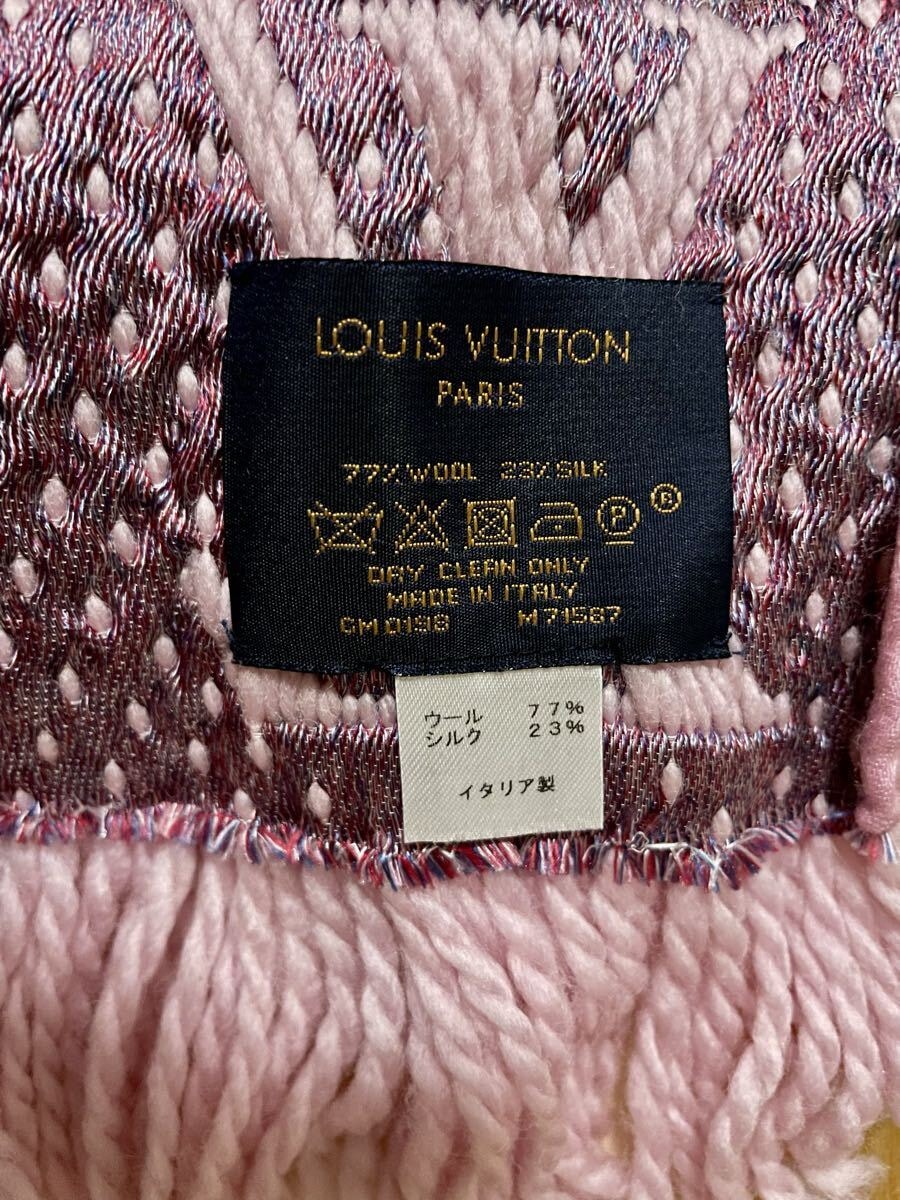 LOUIS VUITTON
PARIS
77% WOOL 23% SILK
P ®
DRY CLEAN ONLY
MADE IN ITALY
CM0198 M71587
ウール 77%
シルク 23%
イタリア製